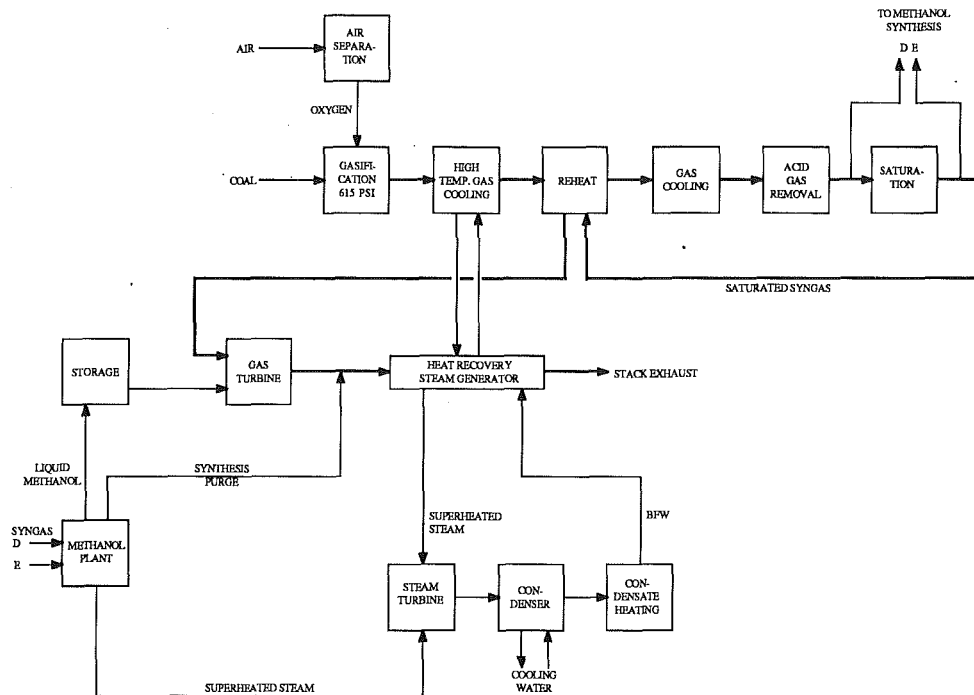 TO METHANOL
SYNTHESIS
D E
AIR
AIR
SEPARA-
TION
OXYGEN
COAL
GASIFI-
CATION
615 PSI
HIGH
TEMP. GAS
COOLING
REHEAT
GAS
COOLING
ACID
GAS
REMOVAL
SATURA-
TION
SATURATED SYNGAS
STORAGE
GAS
TURBINE
HEAT RECOVERY
STEAM GENERATOR
STACK EXHAUST
LIQUID
METHANOL
SYNTHESIS
PURGE
SYNGAS
D
E
METHANOL
PLANT
SUPERHEATED
STEAM
BFW
STEAM
TURBINE
CON-
DENSER
CON-
DENSATE
HEATING
COOLING
WATER
SUPERHEATED STEAM